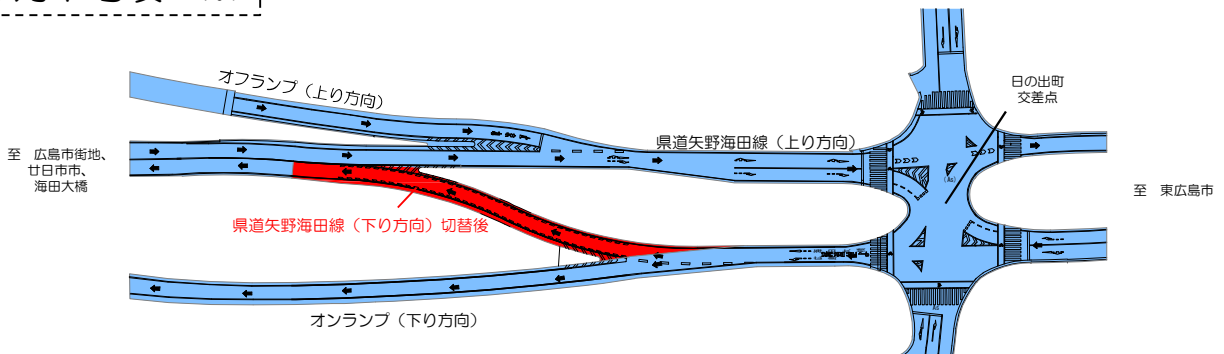 オフランプ（上り方向）
日の出町
交差点
県道矢野海田線（上り方向）
至　広島市街地、
廿日市市、
海田大橋
至　東広島市
県道矢野海田線（下り方向）切替後
オンランプ（下り方向）